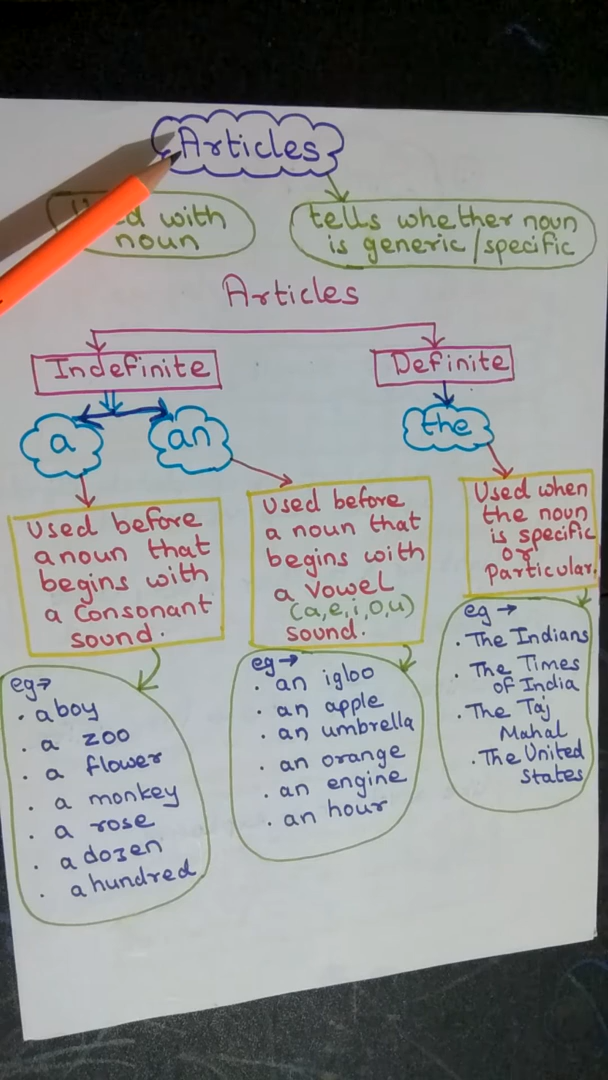 Articles
Used with
noun
tells whether noun
is generic/specific
Articles
Indefinite
Definite
a
an
the
Used before
a noun that
begins with
a Consonant
sound.
Used before
a noun that
begins with
a Vowel
(a,e,i,o,u)
sound.
Used when
the noun
is specific
or
particular.
eg→
. a boy
. a zoo
. a flower
. a monkey
. a rose
. a dozen
. a hundred
eg→
. an igloo
. an apple
. an umbrella
. an orange
. an engine
. an hour
eg→
. The Indians
. The Times
of India
. The Taj
Mahal
. The United
States